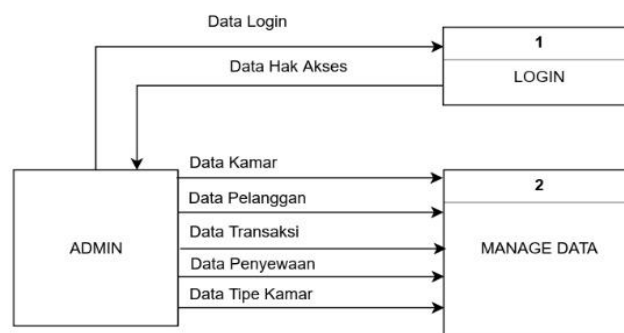 Data Login
1
Data Hak Akses
LOGIN
Data Kamar
2
Data Pelanggan
Data Transaksi
ADMIN
MANAGE DATA
Data Penyewaan
Data Tipe Kamar